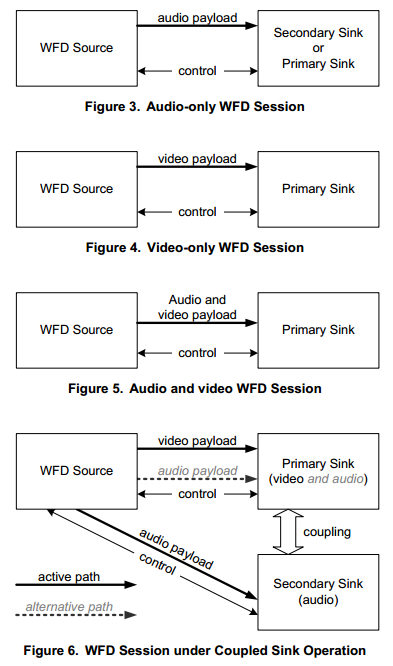 audio payload
WFD Source
Secondary Sink
or
Primary Sink
control
Figure 3. Audio-only WFD Session
video payload
WFD Source
Primary Sink
control
Figure 4. Video-only WFD Session
Audio and
video payload
WFD Source
Primary Sink
control
Figure 5. Audio and video WFD Session
video payload
WFD Source
audio payload
Primary Sink
(video and audio)
control
audio payload
control
coupling
active path
Secondary Sink
(audio)
alternative path
Figure 6. WFD Session under Coupled Sink Operation